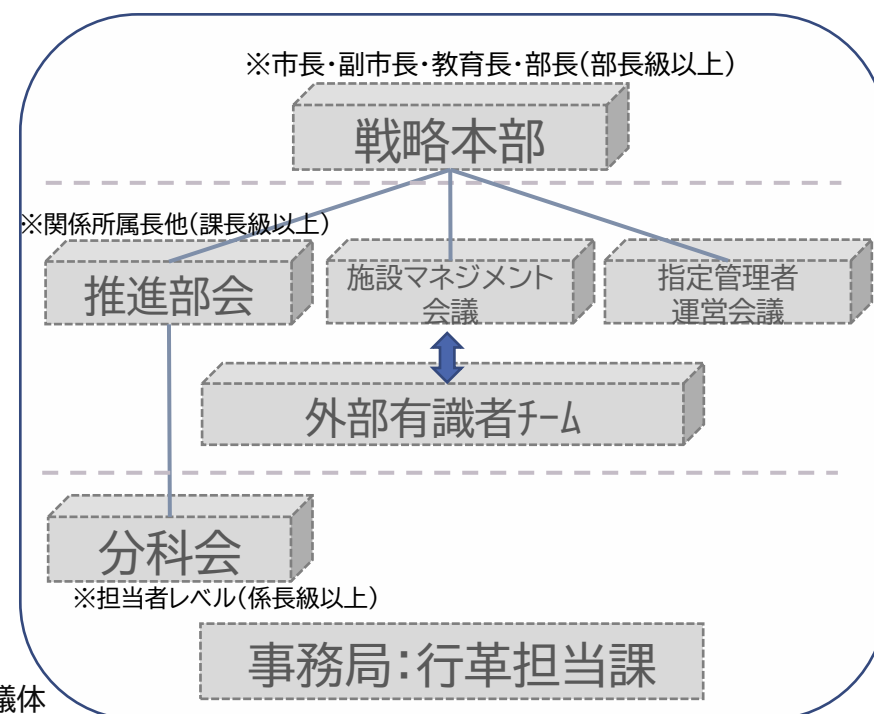 ※市長・副市長・教育長・部長(部長級以上)
戦略本部
※関係所属長他(課長級以上)
推進部会
施設マネジメント
会議
指定管理者
運営会議
外部有識者ﾁｰﾑ
分科会
※担当者レベル(係長級以上)
事務局:行革担当課
議体